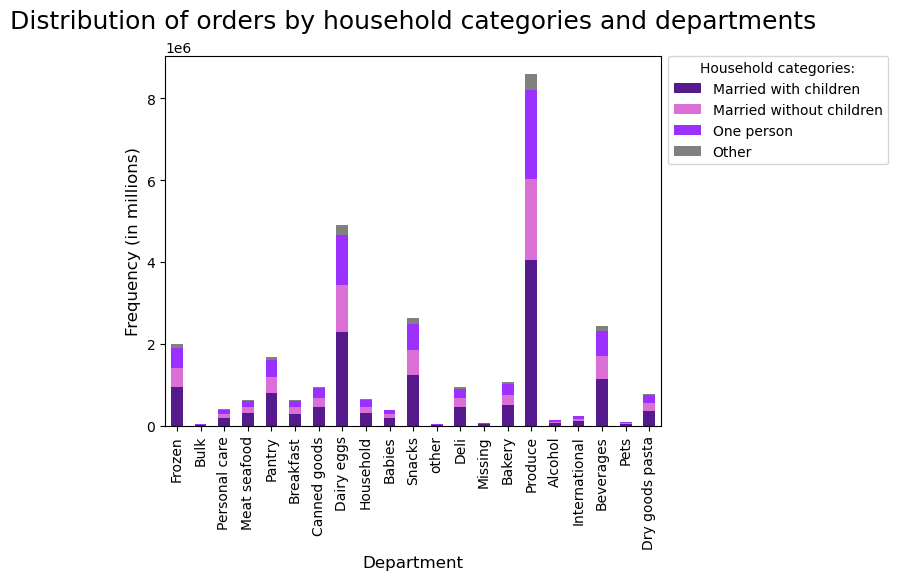 Distribution of orders by household categories and departments
1e6
Household categories:
Married with children
Married without children
One person
Other
8
6
4
2
0
Frequency (in millions)
Frozen
Bulk
Personal care
Meat seafood
Pantry
Breakfast
Canned goods
Dairy eggs
Household
Babies
Snacks
other
Deli
Missing
Bakery
Produce
Alcohol
International
Beverages
Pets
Dry goods pasta
Department